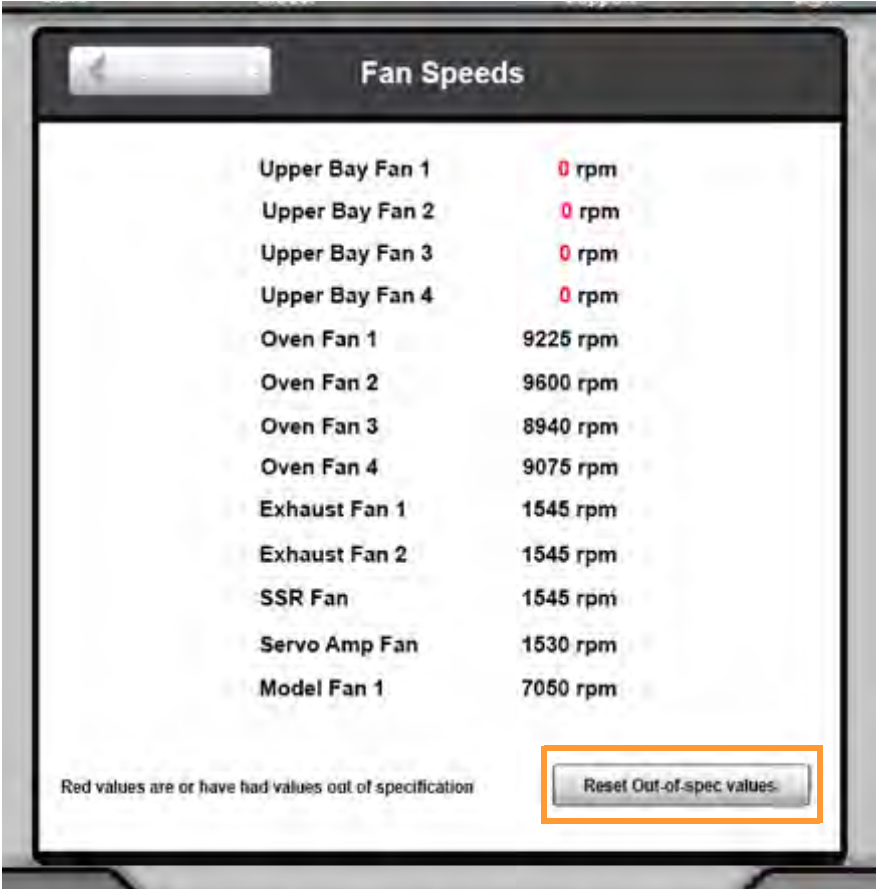 Fan Speeds
Upper Bay Fan 1 0 rpm
Upper Bay Fan 2 0 rpm
Upper Bay Fan 3 0 rpm
Upper Bay Fan 4 0 rpm
Oven Fan 1 9225 rpm
Oven Fan 2 9600 rpm
Oven Fan 3 8940 rpm
Oven Fan 4 9075 rpm
Exhaust Fan 1 1545 rpm
Exhaust Fan 2 1545 rpm
SSR Fan 1545 rpm
Servo Amp Fan 1530 rpm
Model Fan 1 7050 rpm
Red values are or have had values out of specification
Reset Out-of-spec values